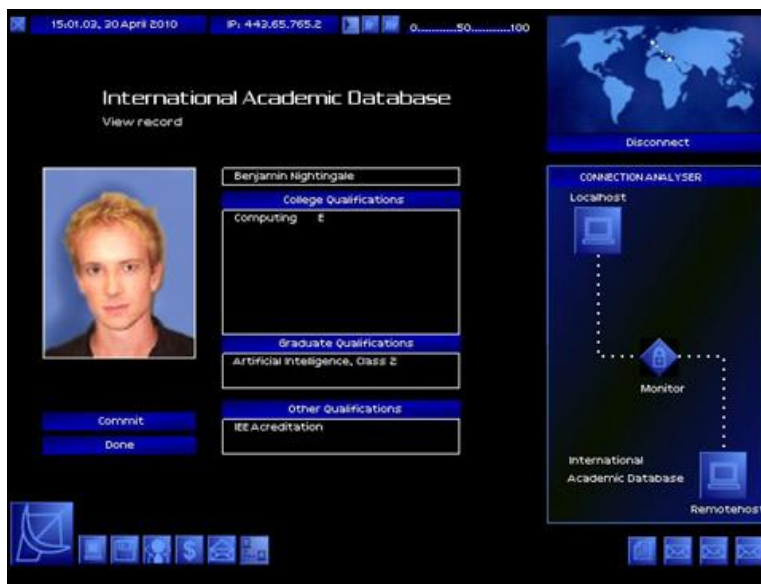 15:01.03, 30 April 2010
IP: 443.65.765.2
0............50............100
International Academic Database
View record
Disconnect
Benjamin Nightingale
College Qualifications
Computing E
Graduate Qualifications
Artificial Intelligence, Class 2
Other Qualifications
IEE Acreditation
Commit
Done
CONNECTION ANALYSER
Localhost
Monitor
International
Academic Database
Remotehost
$